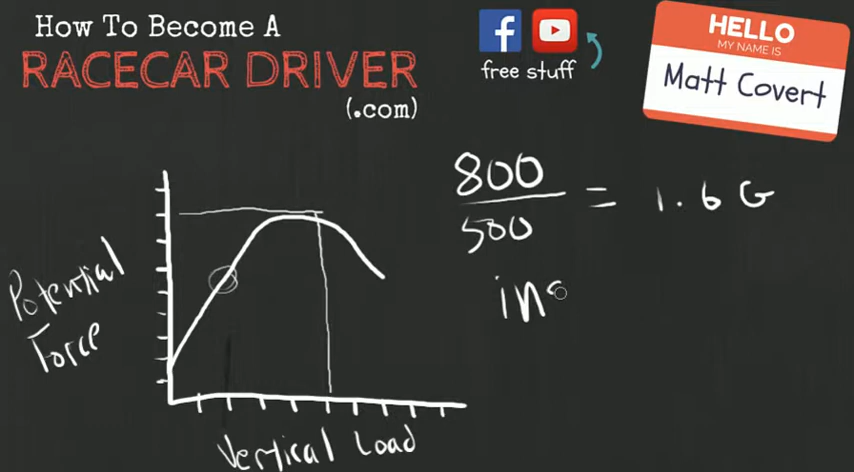 How To Become A
RACECAR DRIVER
(.com)
f
free stuff
HELLO
MY NAME IS
Matt Covert
800
500
= 1.6 G
Potential
Force
Vertical Load